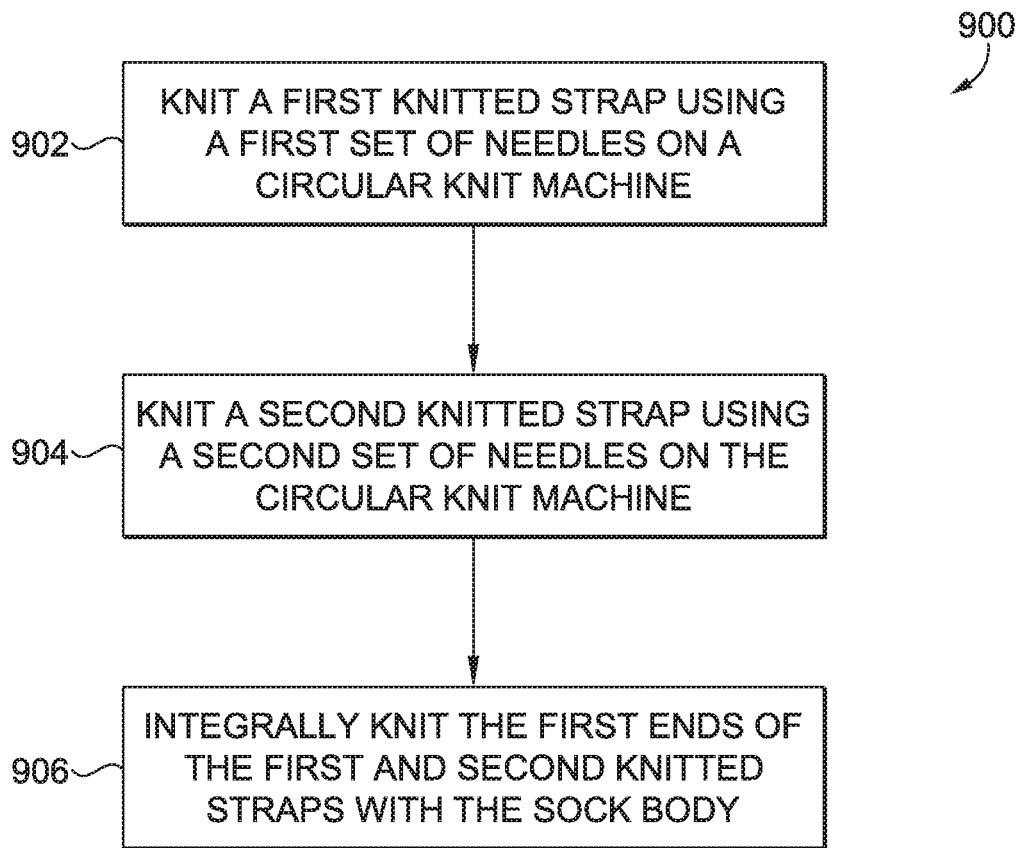 900
902
KNIT A FIRST KNITTED STRAP USING
A FIRST SET OF NEEDLES ON A
CIRCULAR KNIT MACHINE
904
KNIT A SECOND KNITTED STRAP USING
A SECOND SET OF NEEDLES ON THE
CIRCULAR KNIT MACHINE
906
INTEGRALLY KNIT THE FIRST ENDS OF
THE FIRST AND SECOND KNITTED
STRAPS WITH THE SOCK BODY